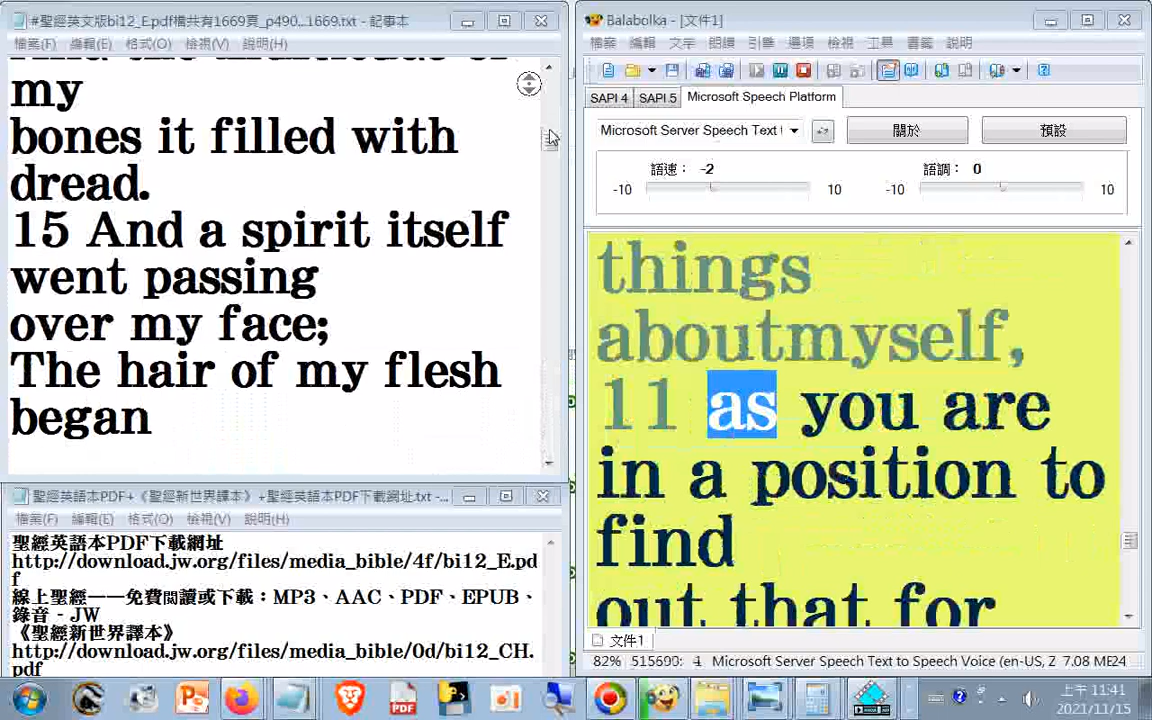 #聖經英文版bi12_E.pdf檔共有1669頁_p490...1669.txt - 記事本
檔案(F) 編輯(E) 格式(O) 檢視(V) 說明(H)
my
bones it filled with
dread.
15 And a spirit itself
went passing
over my face;
The hair of my flesh
began
聖經英語本PDF+《聖經新世界譯本》+聖經英語本PDF下載網址.txt -...
檔案(F) 編輯(E) 格式(O) 檢視(V) 說明(H)
聖經英語本PDF下載網址
http://download.jw.org/files/media_bible/4f/bi12_E.pd
f
線上聖經——免費閱讀或下載：MP3、AAC、PDF、EPUB、
錄音 - JW
《聖經新世界譯本》
http://download.jw.org/files/media_bible/0d/bi12_CH.
pdf
Balabolka - [文件1]
檔案 編輯 文字 朗讀 引擎 選項 檢視 工具 書籤 說明
SAPI 4 SAPI 5 Microsoft Speech Platform
Microsoft Server Speech Text 關於 預設
語速： -2 語調： 0
-10 10 -10 10
things
aboutmyself,
11 as you are
in a position to
find
out that for
文件1
82% 515690: 4 Microsoft Server Speech Text to Speech Voice (en-US, Z 7.08 ME24
上午 11:41
2021/11/15